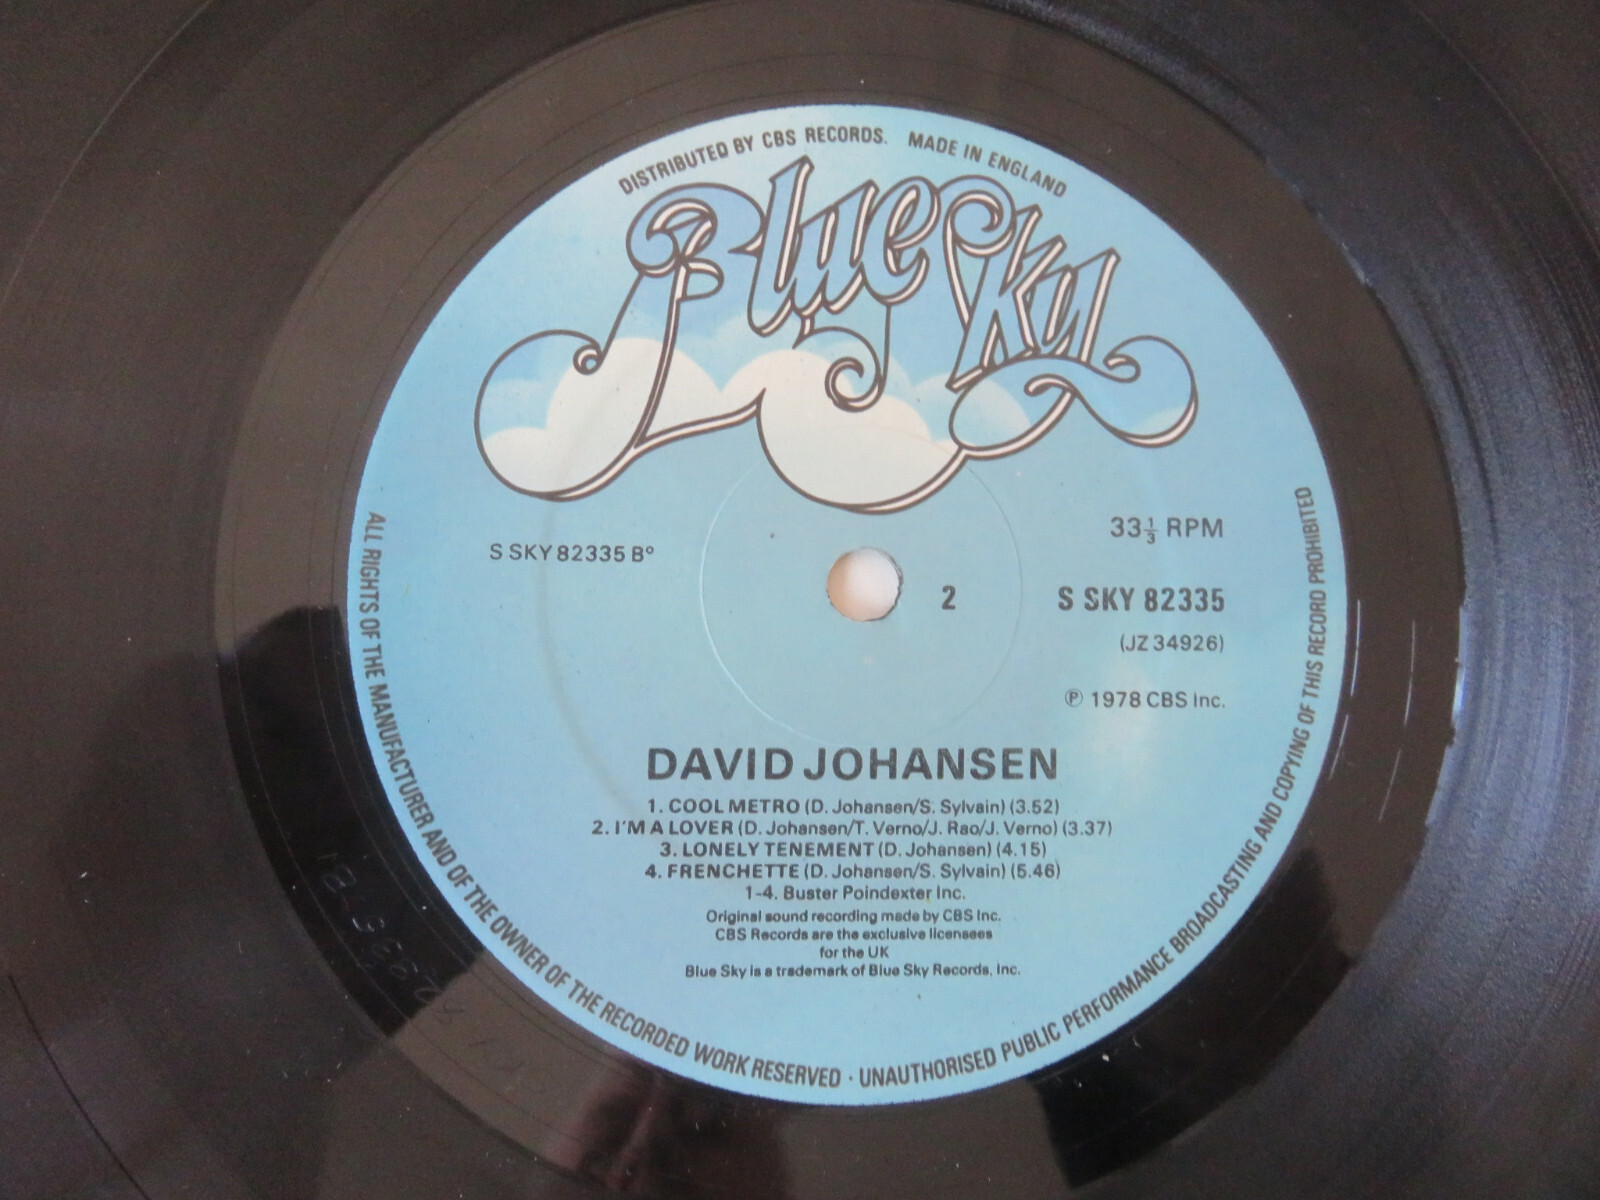 DISTRIBUTED BY CBS RECORDS. MADE IN ENGLAND
Blue Sky
33⅓ RPM
S SKY 82335 B°
2
S SKY 82335
(JZ 34926)
℗ 1978 CBS Inc.
DAVID JOHANSEN
1. COOL METRO (D. Johansen/S. Sylvain) (3.52)
2. I'M A LOVER (D. Johansen/T. Verno/J. Rao/J. Verno) (3.37)
3. LONELY TENEMENT (D. Johansen) (4.15)
4. FRENCHETTE (D. Johansen/S. Sylvain) (5.46)
1-4. Buster Poindexter Inc.
Original sound recording made by CBS Inc.
CBS Records are the exclusive licensees
for the UK
Blue Sky is a trademark of Blue Sky Records, Inc.
ALL RIGHTS OF THE MANUFACTURER AND OF THE OWNER OF THE RECORDED WORK RESERVED · UNAUTHORISED PUBLIC PERFORMANCE BROADCASTING AND COPYING OF THIS RECORD PROHIBITED